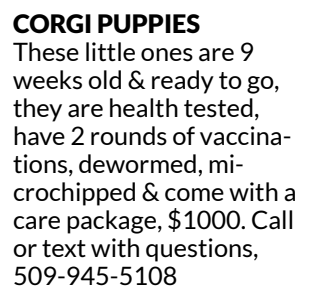 CORGI PUPPIES
These little ones are 9
weeks old & ready to go,
they are health tested,
have 2 rounds of vaccina-
tions, dewormed, mi-
crochipped & come with a
care package, $1000. Call
or text with questions,
509-945-5108